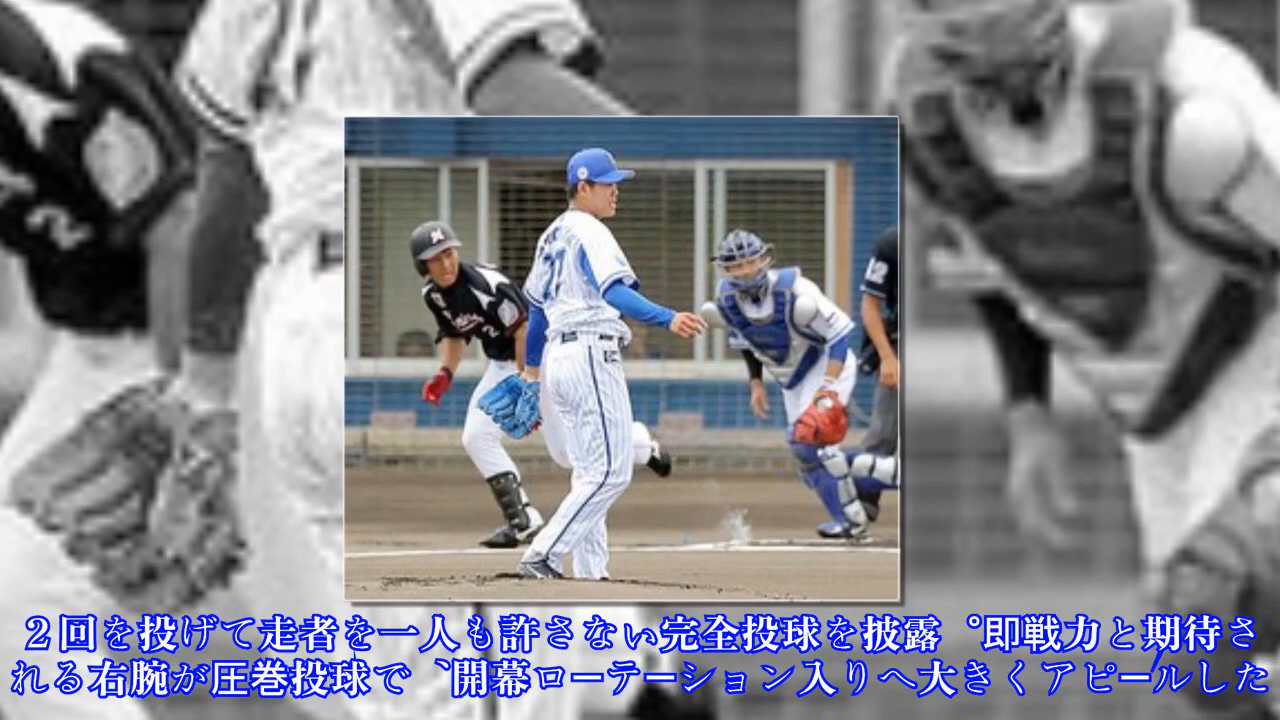 ２回を投げて走者を一人も許さない完全投球を披露。即戦力と期待さ
れる右腕が圧巻投球で、開幕ローテーション入りへ大きくアピールした